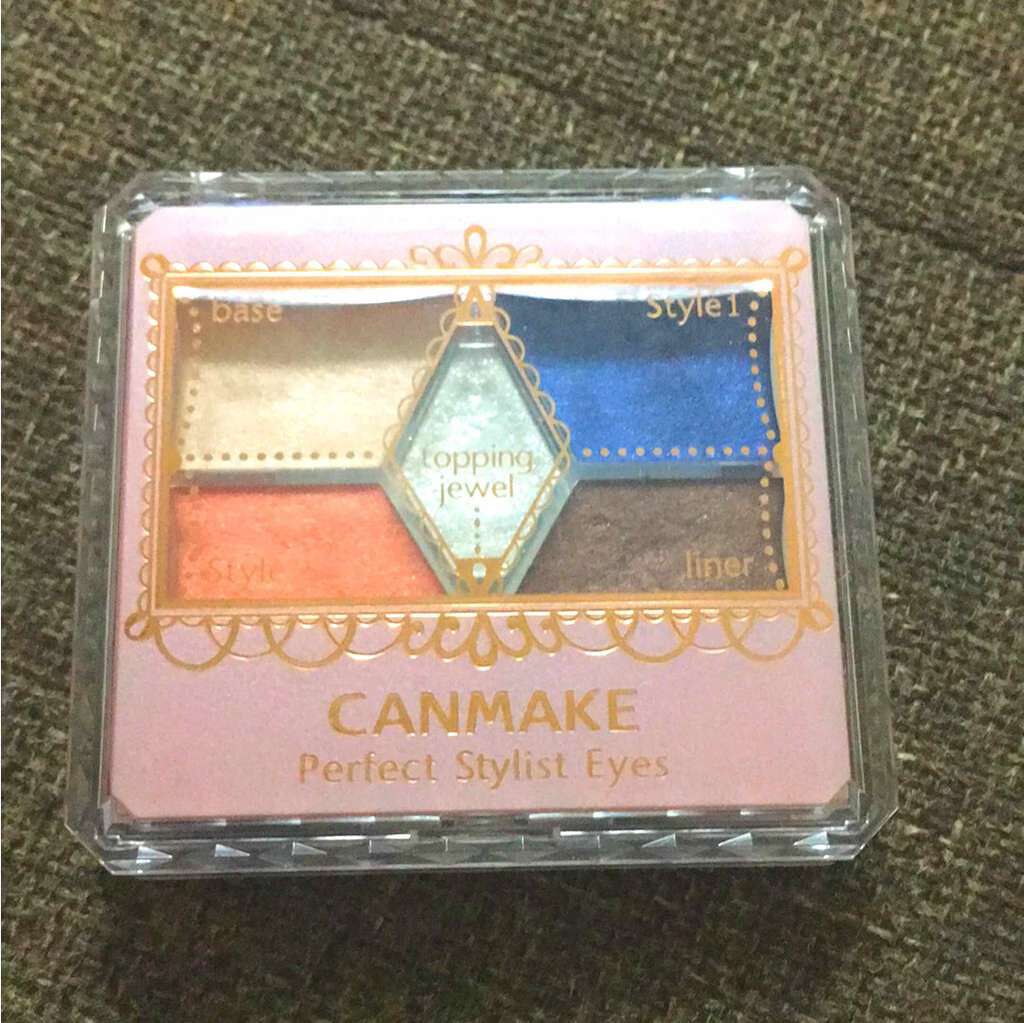 base
Style1
topping
jewel
Style
liner
CANMAKE
Perfect Stylist Eyes